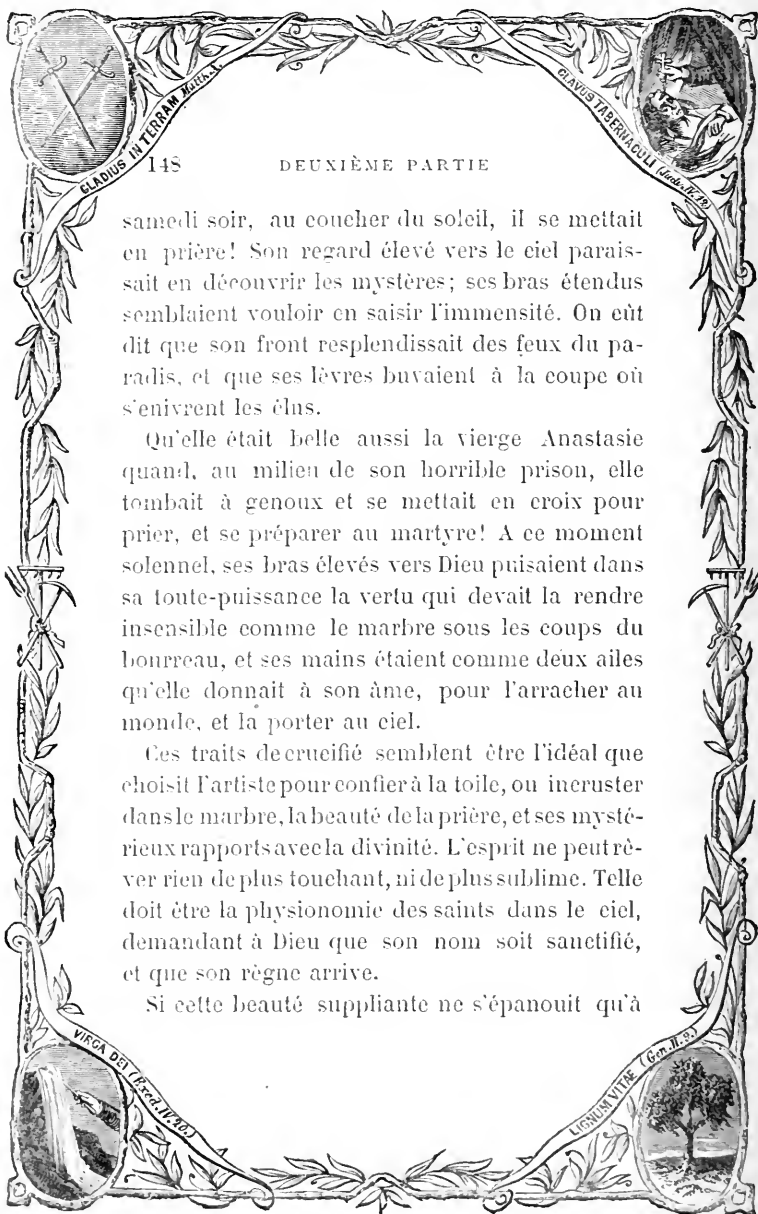 GLADIUS IN TERRAM Matth. X.
CLAVUS TABERNACULI (Judic. IV. 19.)
148 DEUXIÈME PARTIE
samedi soir, au coucher du soleil, il se mettait
en prière! Son regard élevé vers le ciel parais-
sait en découvrir les mystères; ses bras étendus
semblaient vouloir en saisir l'immensité. On eût
dit que son front resplendissait des feux du pa-
radis, et que ses lèvres buvaient à la coupe où
s'enivrent les élus.
Qu'elle était belle aussi la vierge Anastasie
quand, au milieu de son horrible prison, elle
tombait à genoux et se mettait en croix pour
prier, et se préparer au martyre! A ce moment
solennel, ses bras élevés vers Dieu puisaient dans
sa toute-puissance la vertu qui devait la rendre
insensible comme le marbre sous les coups du
bourreau, et ses mains étaient comme deux ailes
qu'elle donnait à son âme, pour l'arracher au
monde, et la porter au ciel.
Ces traits de crucifié semblent être l'idéal que
choisit l'artiste pour confier à la toile, ou incruster
dans le marbre, la beauté de la prière, et ses mysté-
rieux rapports avec la divinité. L'esprit ne peut rê-
ver rien de plus touchant, ni de plus sublime. Telle
doit être la physionomie des saints dans le ciel,
demandant à Dieu que son nom soit sanctifié,
et que son règne arrive.
Si cette beauté suppliante ne s'épanouit qu'à
VIRGA DEI (Exod. IV. 20.)
LIGNUM VITAE (Gen. II. 9.)